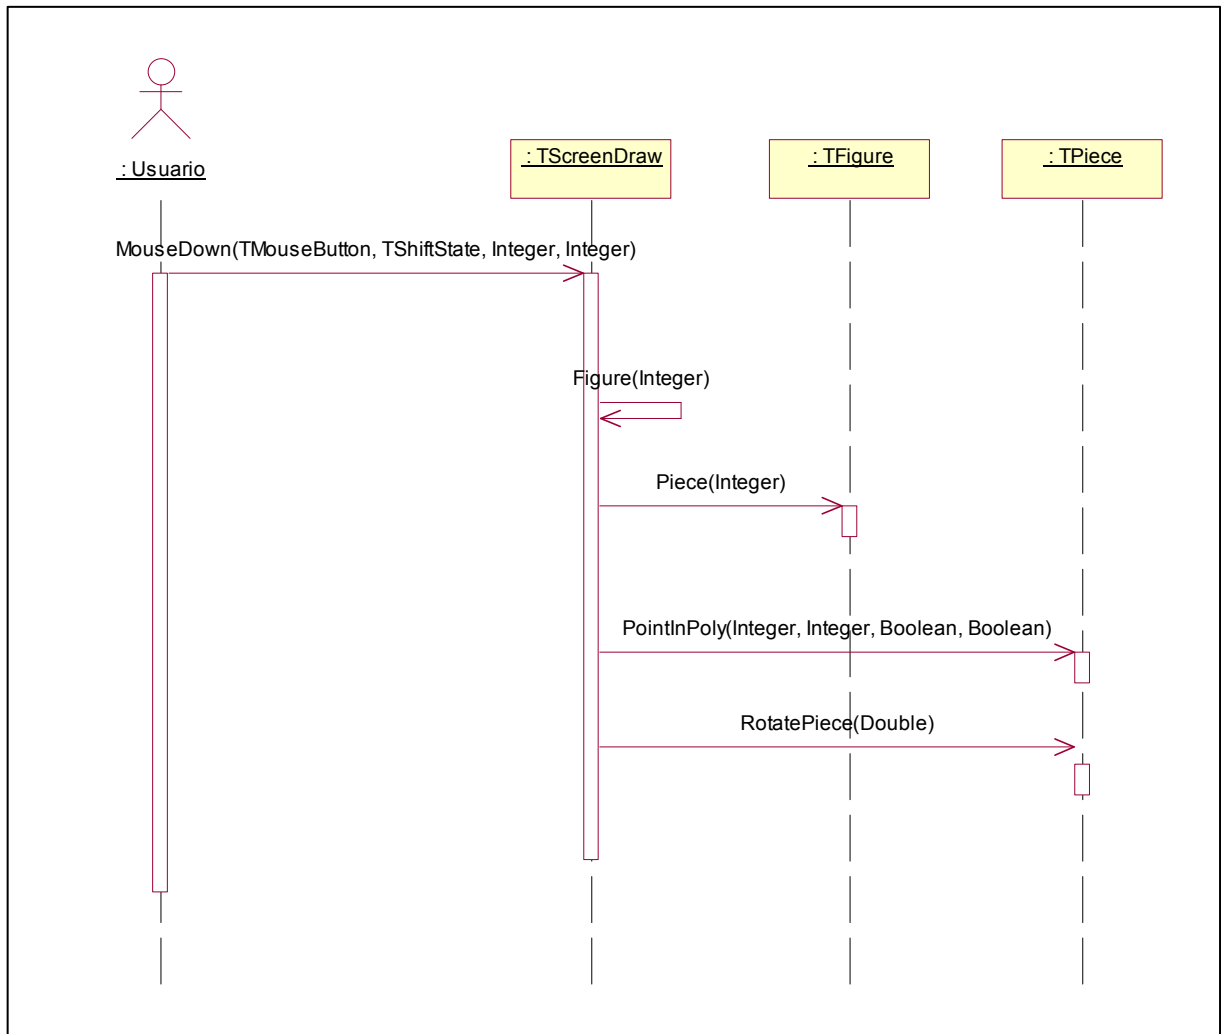 : Usuario
: TScreenDraw
: TFigure
: TPiece
MouseDown(TMouseButton, TShiftState, Integer, Integer)
Figure(Integer)
Piece(Integer)
PointInPoly(Integer, Integer, Boolean, Boolean)
RotatePiece(Double)